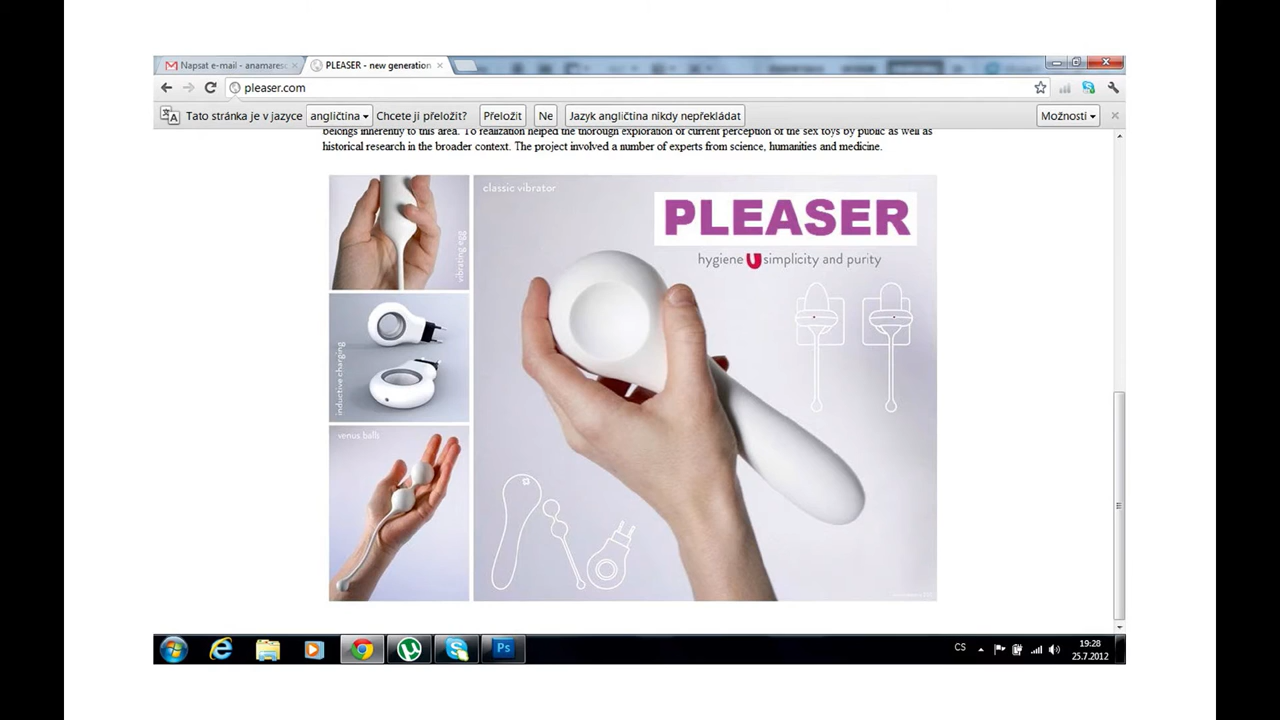 Napsat e-mail - anamaresc
PLEASER - new generation
pleaser.com
Tato stránka je v jazyce angličtina Chcete ji přeložit? Přeložit Ne Jazyk angličtina nikdy nepřekládat Možnosti
belongs inherently to this area. To realization helped the thorough exploration of current perception of the sex toys by public as well as
historical research in the broader context. The project involved a number of experts from science, humanities and medicine.
vibrating egg
inductive charging
venus balls
classic vibrator
PLEASER
hygiene simplicity and purity
Ps
CS
19:28
25.7.2012